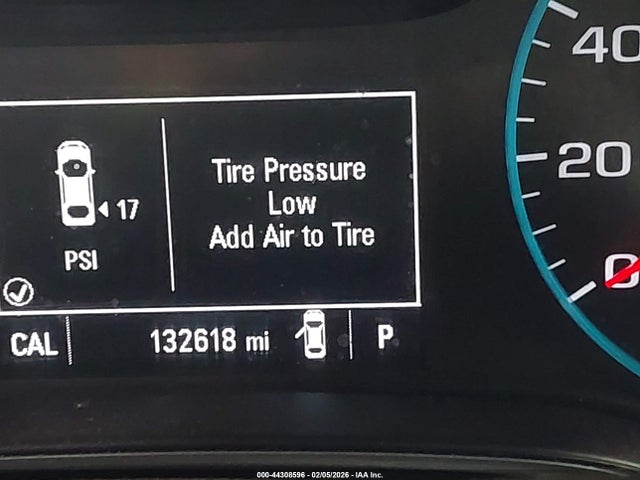 Tire Pressure
Low
Add Air to Tire
17
PSI
CAL
132618 mi
P
40
20
0
000-44308596 - 02/05/2026 - IAA Inc.